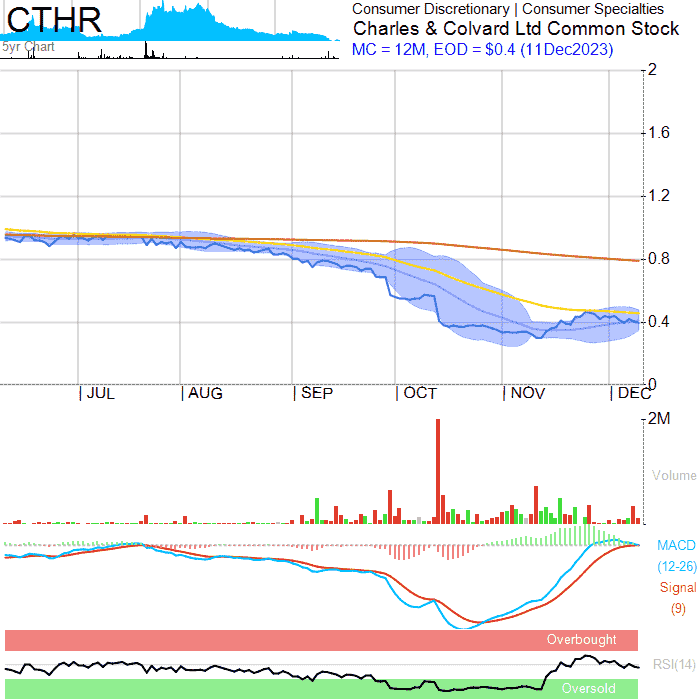 CTHR
5yr Chart
Consumer Discretionary | Consumer Specialties
Charles & Colvard Ltd Common Stock
MC = 12M, EOD = $0.4 (11Dec2023)
2
1.6
1.2
0.8
0.4
0
JUL AUG SEP OCT NOV DEC
2M
Volume
MACD
(12-26)
Signal
(9)
Overbought
RSI(14)
Oversold